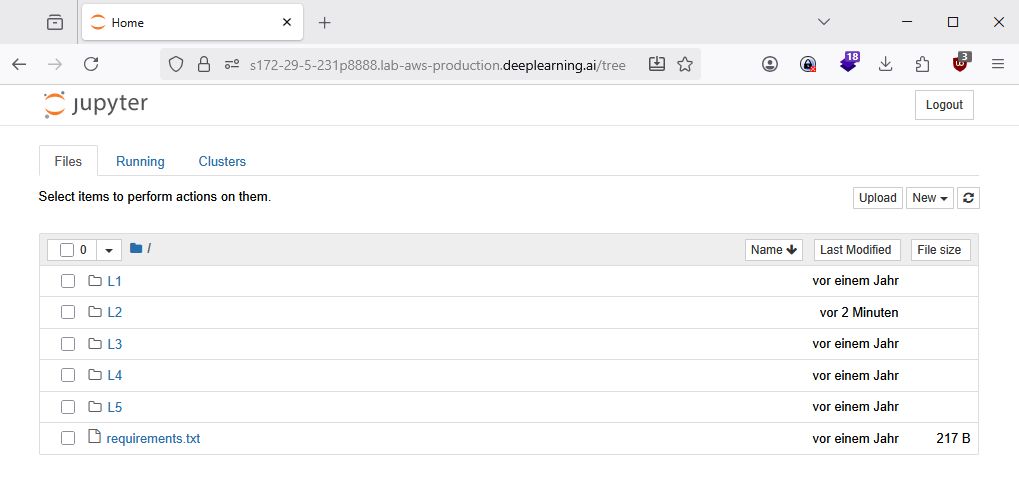 Home
s172-29-5-231p8888.lab-aws-production.deeplearning.ai/tree
18
3
jupyter
Logout
Files Running Clusters
Select items to perform actions on them.
Upload New
0 / Name Last Modified File size
L1 vor einem Jahr
L2 vor 2 Minuten
L3 vor einem Jahr
L4 vor einem Jahr
L5 vor einem Jahr
requirements.txt vor einem Jahr 217 B